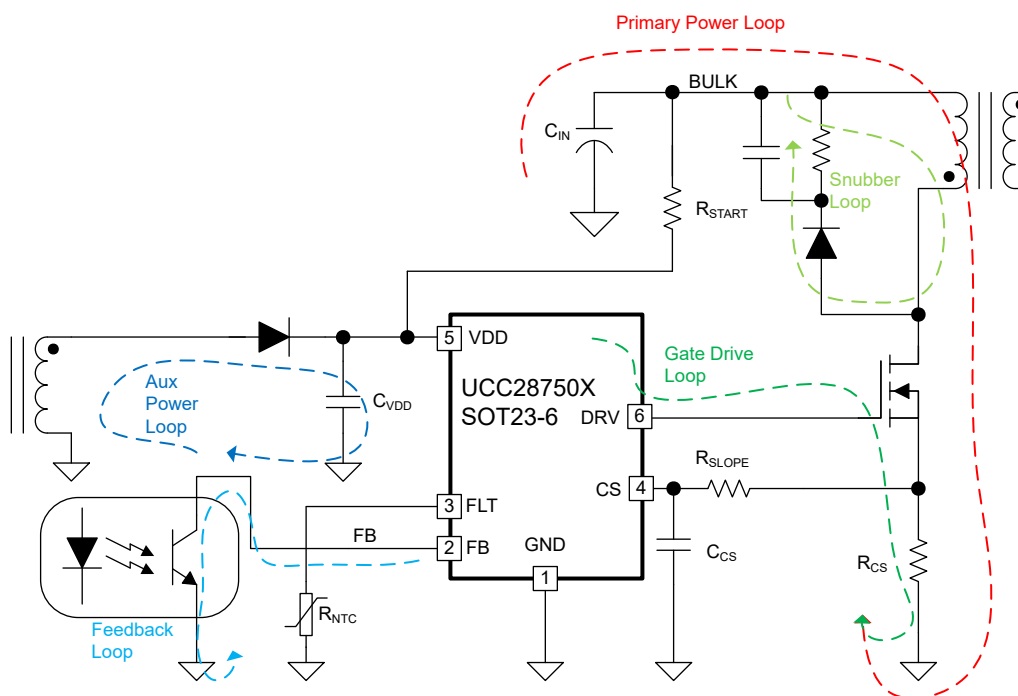 Primary Power Loop
BULK
CIN
RSTART
Snubber
Loop
5
VDD
UCC28750X
SOT23-6
Gate Drive
Loop
Aux
Power
Loop
CVDD
DRV
6
RSLOPE
CS
4
3
FLT
FB
2
FB
GND
1
CCS
RCS
RNTC
Feedback
Loop